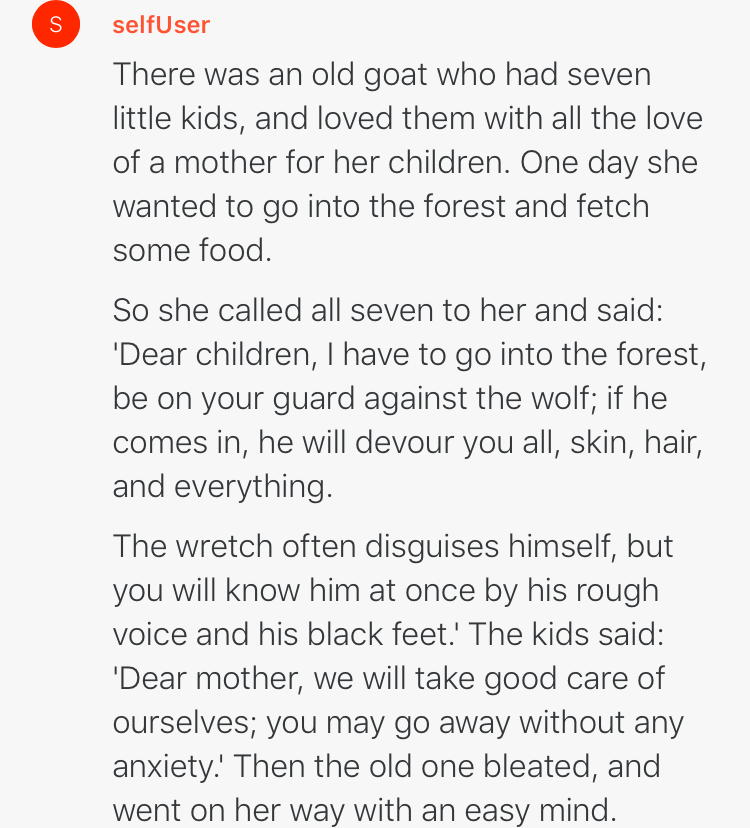 S
selfUser
There was an old goat who had seven
little kids, and loved them with all the love
of a mother for her children. One day she
wanted to go into the forest and fetch
some food.
So she called all seven to her and said:
'Dear children, I have to go into the forest,
be on your guard against the wolf; if he
comes in, he will devour you all, skin, hair,
and everything.
The wretch often disguises himself, but
you will know him at once by his rough
voice and his black feet.' The kids said:
'Dear mother, we will take good care of
ourselves; you may go away without any
anxiety.' Then the old one bleated, and
went on her way with an easy mind.